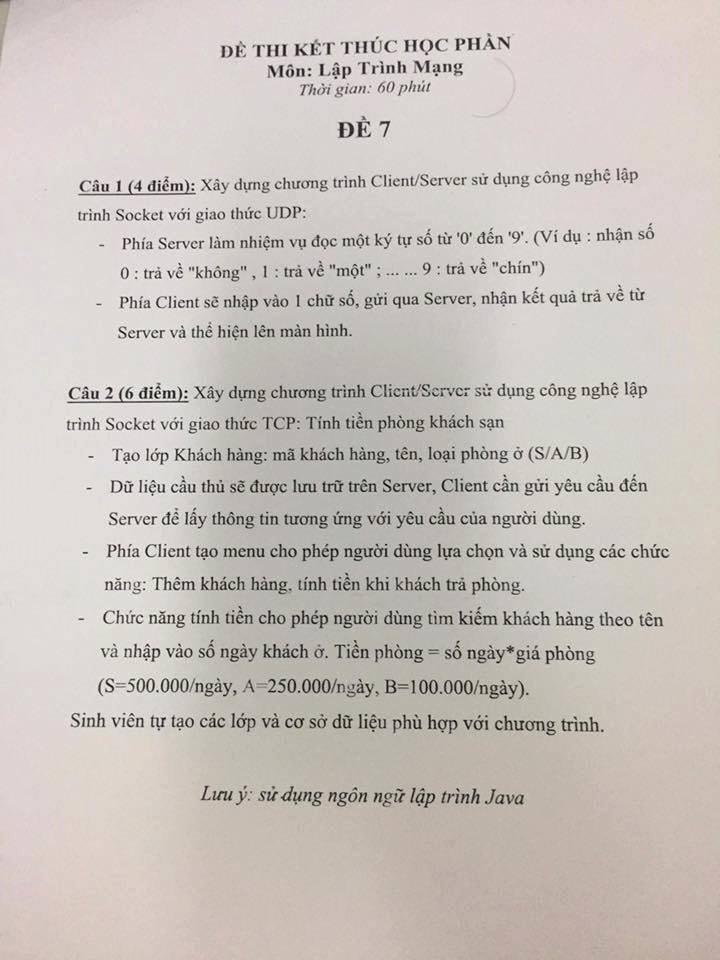 ĐỀ THI KẾT THÚC HỌC PHẦN
Môn: Lập Trình Mạng
Thời gian: 60 phút
ĐỀ 7
Câu 1 (4 điểm): Xây dựng chương trình Client/Server sử dụng công nghệ lập
trình Socket với giao thức UDP:
- Phía Server làm nhiệm vụ đọc một ký tự số từ '0' đến '9'. (Ví dụ : nhận số
0 : trả về "không" , 1 : trả về "một" ; ... ... 9 : trả về "chín")
- Phía Client sẽ nhập vào 1 chữ số, gửi qua Server, nhận kết quả trả về từ
Server và thể hiện lên màn hình.
Câu 2 (6 điểm): Xây dựng chương trình Client/Server sử dụng công nghệ lập
trình Socket với giao thức TCP: Tính tiền phòng khách sạn
- Tạo lớp Khách hàng: mã khách hàng, tên, loại phòng ở (S/A/B)
- Dữ liệu cầu thủ sẽ được lưu trữ trên Server, Client cần gửi yêu cầu đến
Server để lấy thông tin tương ứng với yêu cầu của người dùng.
- Phía Client tạo menu cho phép người dùng lựa chọn và sử dụng các chức
năng: Thêm khách hàng, tính tiền khi khách trả phòng.
- Chức năng tính tiền cho phép người dùng tìm kiếm khách hàng theo tên
và nhập vào số ngày khách ở. Tiền phòng = số ngày*giá phòng
(S=500.000/ngày, A=250.000/ngày, B=100.000/ngày).
Sinh viên tự tạo các lớp và cơ sở dữ liệu phù hợp với chương trình.
Lưu ý: sử dụng ngôn ngữ lập trình Java